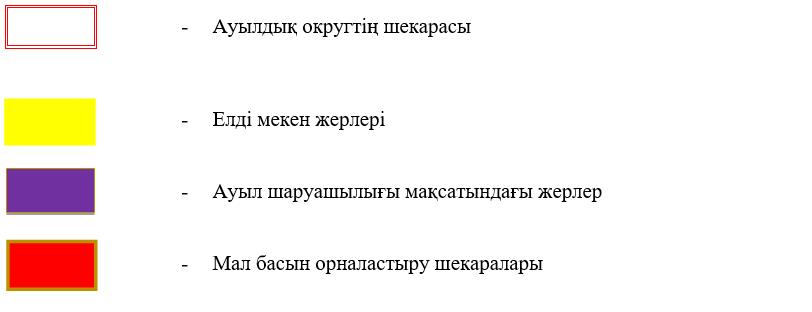 - Ауылдық округтің шекарасы
- Елді мекен жерлері
- Ауыл шаруашылығы мақсатындағы жерлер
- Мал басын орналастыру шекаралары